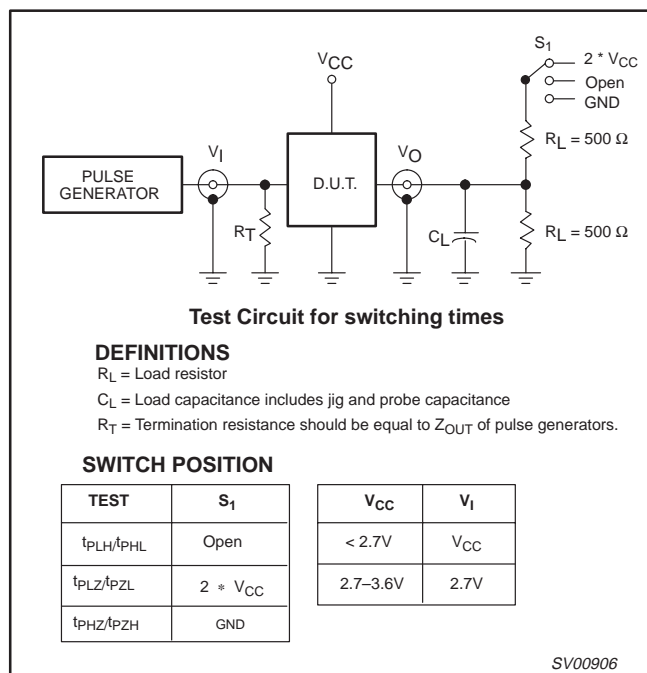 S1
2 * VCC
VCC
Open
GND
RL = 500 Ω
VI
VO
PULSE
GENERATOR
D.U.T.
RT
CL
RL = 500 Ω
Test Circuit for switching times
DEFINITIONS
RL = Load resistor
CL = Load capacitance includes jig and probe capacitance
RT = Termination resistance should be equal to ZOUT of pulse generators.
SWITCH POSITION
TEST S1
tPLH/tPHL Open
tPLZ/tPZL 2 * VCC
tPHZ/tPZH GND
VCC VI
< 2.7V VCC
2.7–3.6V 2.7V
SV00906